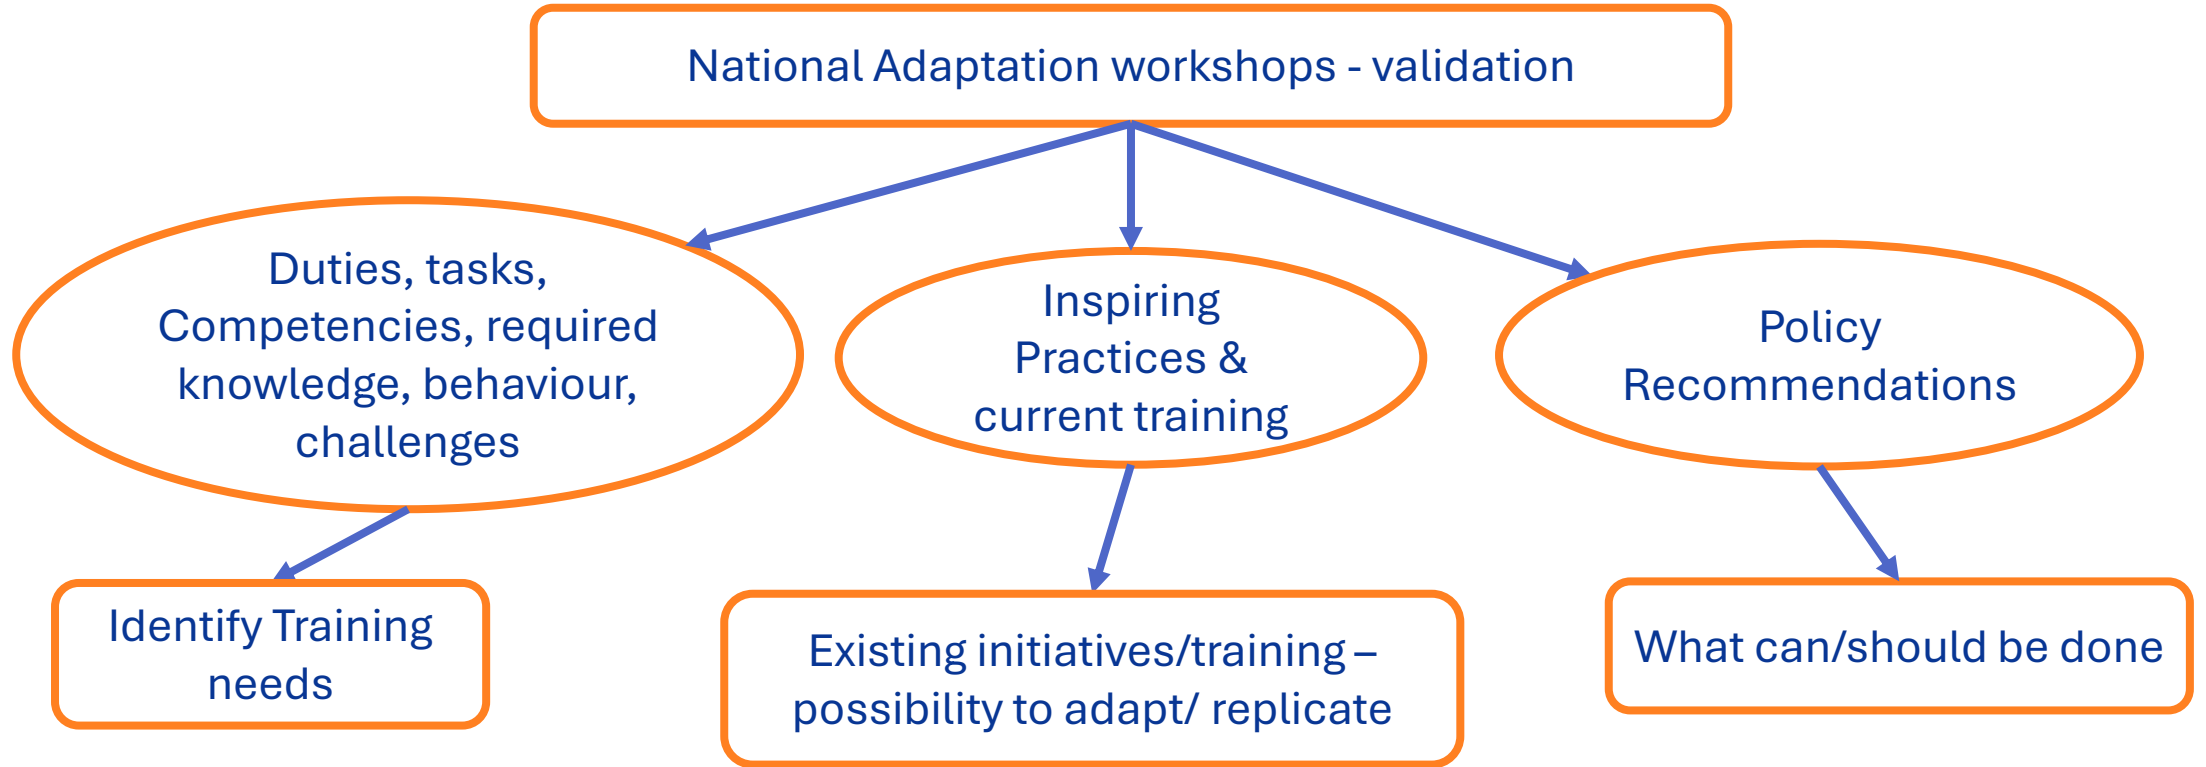 National Adaptation workshops - validation
Duties, tasks,
Competencies, required
knowledge, behaviour,
challenges
Inspiring
Practices &
current training
Policy
Recommendations
Identify Training
needs
Existing initiatives/training –
possibility to adapt/ replicate
What can/should be done